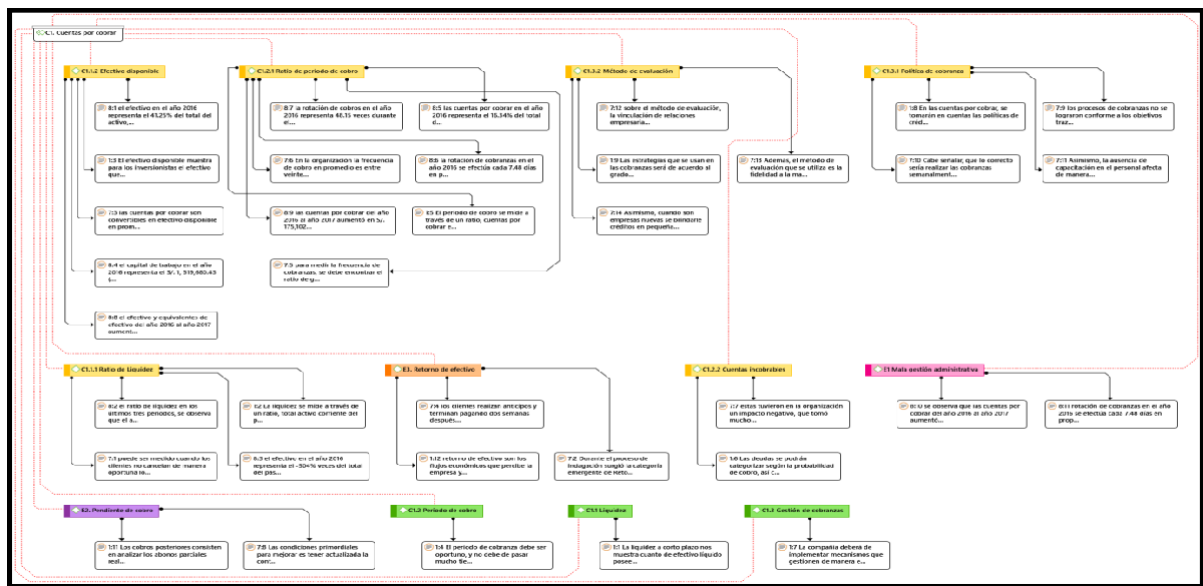 C1. Cuentas por cobrar
C1.1.2 Efectivo disponible
C1.2.1 Ratio de periodo de cobro
C1.3.2 Método de evaluación
C1.3.1 Política de cobranza
8:1 el efectivo en el año 2016
representa el 41.25% del total del
activo,...
8:7 la rotación de cobros en el año
2016 representa 48.15 veces durante
el...
8:5 las cuentas por cobrar en el año
2016 representa el 16.34% del total
d...
7:12 sobre el método de evaluación,
la vinculación de relaciones
empresaria...
1:8 En las cuentas por cobrar, se
tomarán en cuentas las políticas de
créd...
7:9 los procesos de cobranzas no se
lograron conforme a los objetivos
traz...
1:3 El efectivo disponible muestra
para los inversionistas el efectivo
que...
7:6 En la organización la frecuencia
de cobro en promedio es entre
veinte...
8:6 la rotación de cobranzas en el
año 2016 se efectúa cada 7.48 días
en p...
1:9 Las estrategias que se usan en
las cobranzas será de acuerdo al
grado...
7:13 Además, el método de
evaluación que se utiliza es la
fidelidad a la ma...
7:10 Cabe señalar, que lo correcto
sería realizar las cobranzas
semanalment...
7:11 Asimismo, la ausencia de
capacitación en el personal afecta
de manera...
7:3 las cuentas por cobrar son
convertibles en efectivo disponible
en prom...
8:9 las cuentas por cobrar del año
2016 al año 2017 aumentó en S/.
175,102...
1:5 El periodo de cobro se mide a
través de un ratio, cuentas por
cobrar e...
7:14 Asimismo, cuando son
empresas nuevas se brindarle
créditos en pequeña...
8:4 el capital de trabajo en el año
2016 representa el S/. 1, 519,680.43
(...
7:5 para medir la frecuencia de
cobranzas, se debe encontrar el
ratio de g...
8:8 el efectivo y equivalentes de
efectivo del año 2016 al año 2017
aument...
C1.1.1 Ratio de Liquidez
E3. Retorno de efectivo
C1.2.2 Cuentas incobrables
E1 Mala gestión administrativa
8:2 el ratio de liquidez en los
últimos tres periodos, se observa
que el a...
1:2 La liquidez se mide a través de
un ratio, total activo corriente del
p...
7:4 los clientes realizan anticipos y
terminan pagando dos semanas
después...
7:7 estas tuvieron en la organización
un impacto negativo, que tomó
mucho...
8:10 se observa que las cuentas por
cobrar del año 2016 al año 2017
aumentó...
8:11 rotación de cobranzas en el año
2016 se efectúa cada 7.48 días en
prop...
7:1 puede ser medido cuando los
clientes no cancelan de manera
oportuna lo...
8:3 el efectivo en el año 2016
representa el veces del total
del pas...
1:12 retorno de efectivo son los
flujos económicos que percibe la
empresa y...
7:2 Durante el proceso de
indagación surgió la categoría
emergente de Reto...
1:6 Las deudas se podrán
categorizar según la probabilidad
de cobro, así c...
E2. Pendiente de cobro
C1.2 Periodo de cobro
C1.1 Liquidez
C1.3 Gestión de cobranzas
1:11 Los cobros posteriores consisten
en analizar los abonos parciales
real...
7:8 Las condiciones primordiales
para mejorar es tener actualizada la
cont...
1:4 El periodo de cobranza debe ser
oportuno, y no debe de pasar
mucho tie...
1:1 La liquidez a corto plazo nos
muestra cuanto de efectivo líquido
posee...
1:7 La compañía deberá de
implementar mecanismos que
gestionen de manera e...